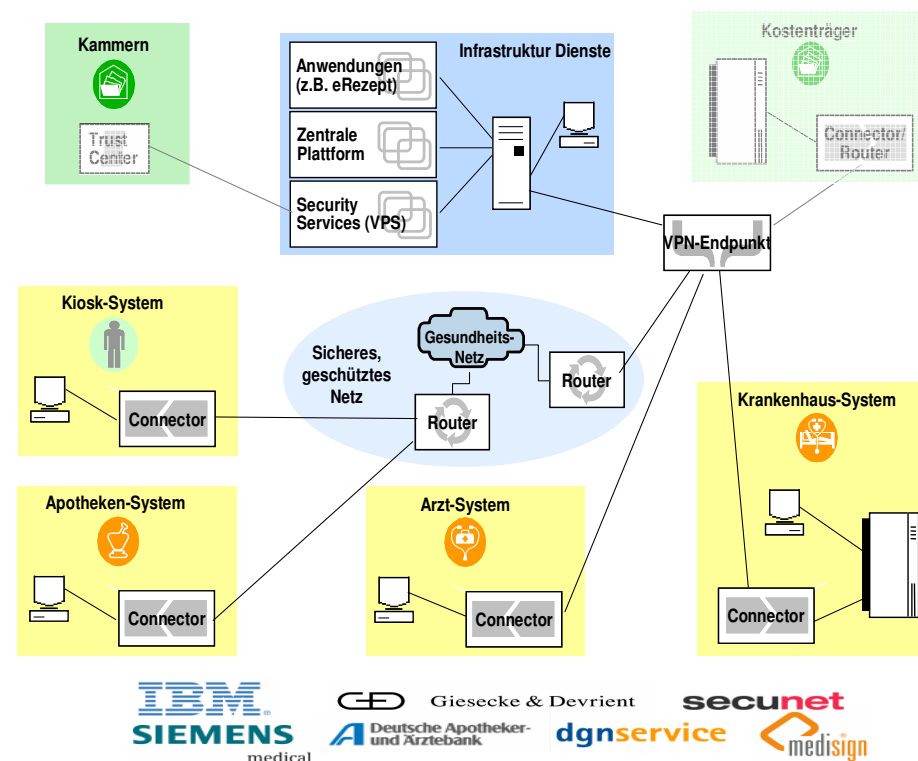 Kammern
Trust
Center
Infrastruktur Dienste
Anwendungen
(z.B. eRezept)
Zentrale
Plattform
Security
Services (VPS)
Kostenträger
Connector/
Router
VPN-Endpunkt
Kiosk-System
Connector
Sicheres,
geschütztes
Netz
Gesundheits-
Netz
Router
Router
Krankenhaus-System
Connector
Apotheken-System
Connector
Arzt-System
Connector
IBM.
SIEMENS
medical
G&D Giesecke & Devrient
secunet
Deutsche Apotheker-
und Ärztebank
dgnservice
medisign